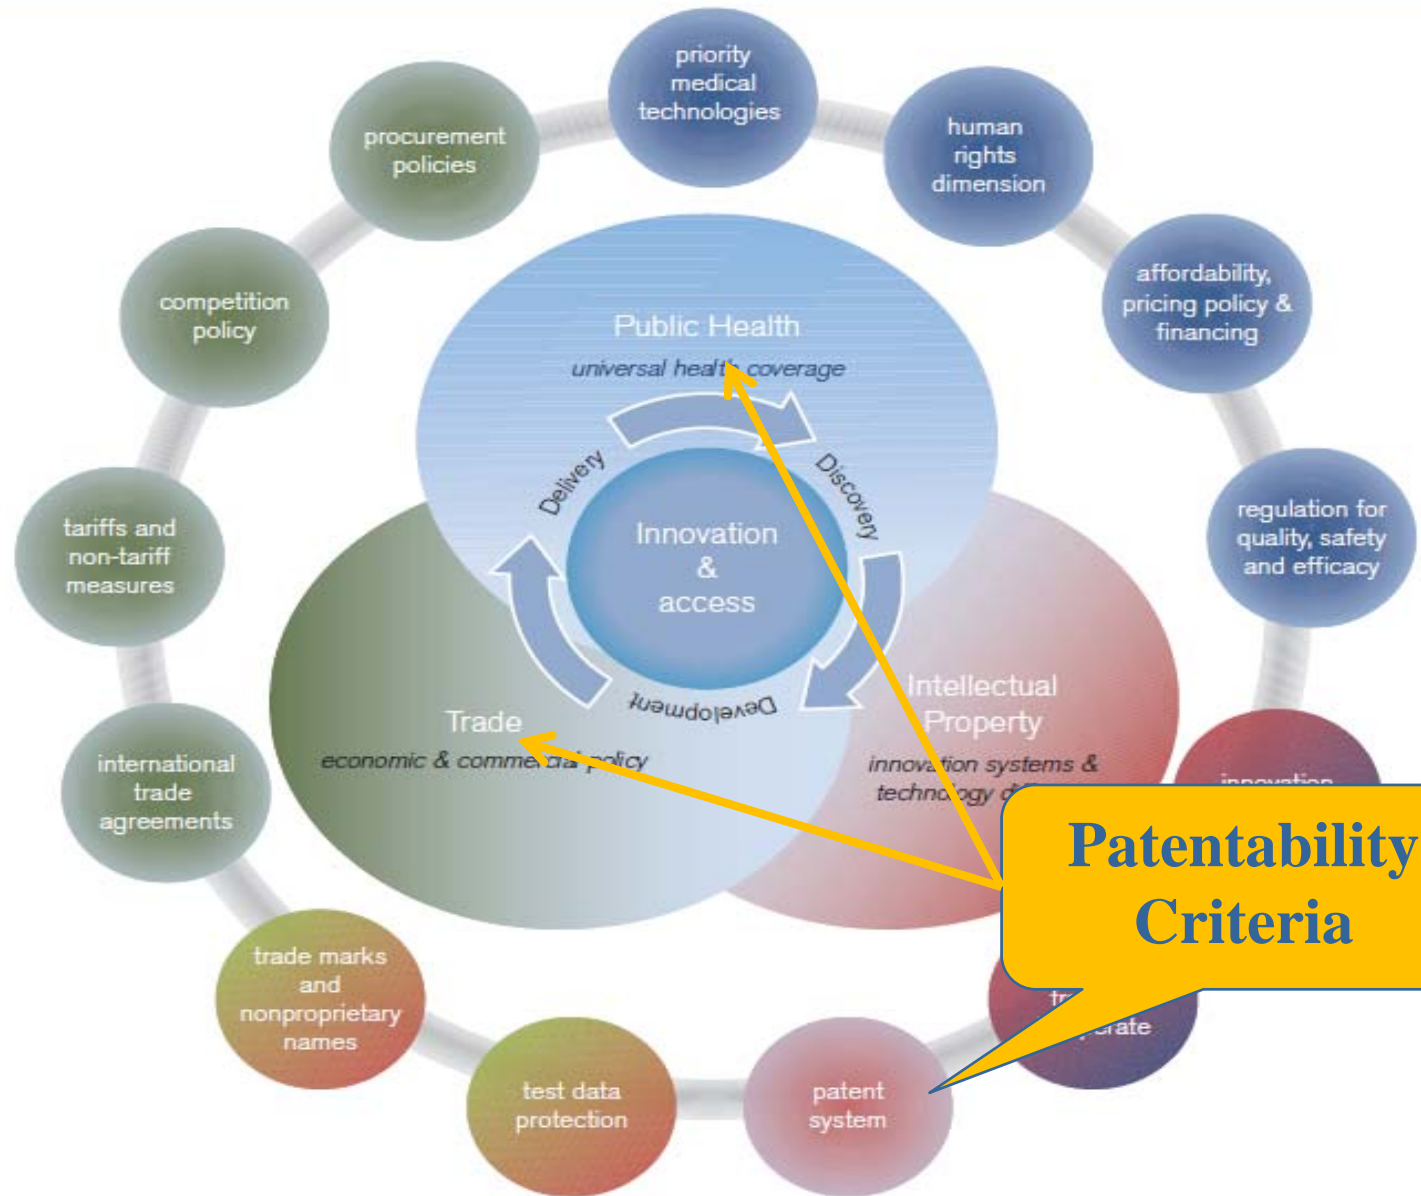 priority
medical
technologies
human
rights
dimension
affordability,
pricing policy &
financing
regulation for
quality, safety
and efficacy
innovation
patent
system
test data
protection
trade marks
and
nonproprietary
names
international
trade
agreements
tariffs and
non-tariff
measures
competition
policy
procurement
policies
Public Health
universal health coverage
Delivery
Discovery
Development
Innovation
&
access
Trade
economic & commercial policy
Intellectual
Property
innovation systems &
technology
Patentability
Criteria